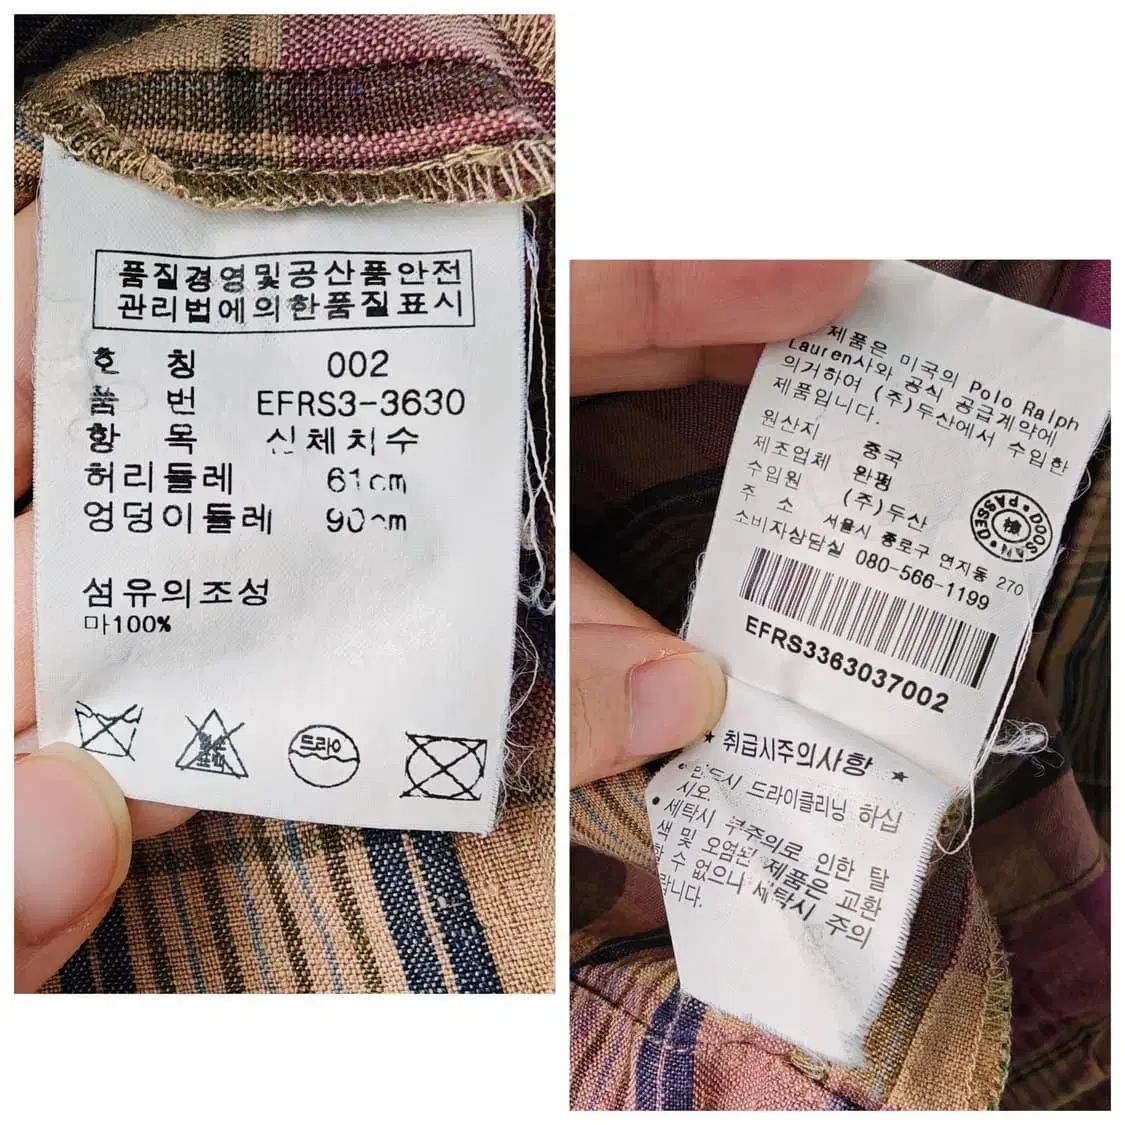 품질경영및공산품안전
관리법에의한품질표시
호 칭 002
품 번 EFRS3-3630
항 목 신체치수
허리둘레 61cm
엉덩이둘레 90cm
섬유의조성
마100%
드라이
제품은 미국의 Polo Ralph
Lauren사와 공식 공급계약에
의거하여 (주)두산에서 수입한
제품입니다.
원산지 중국
제조업체 완펑
수입원 (주)두산
주 소 서울시 종로구 연지동 270
소비자상담실 080-566-1199
DOOSAN • PASSED •
檢
EFRS3363037002
★ 취급시주의사항 ★
• 반드시 드라이클리닝 하십
시오.
• 세탁시 부주의로 인한 탈
색 및 오염된 제품은 교환
할 수 없으니 세탁시 주의
바랍니다.